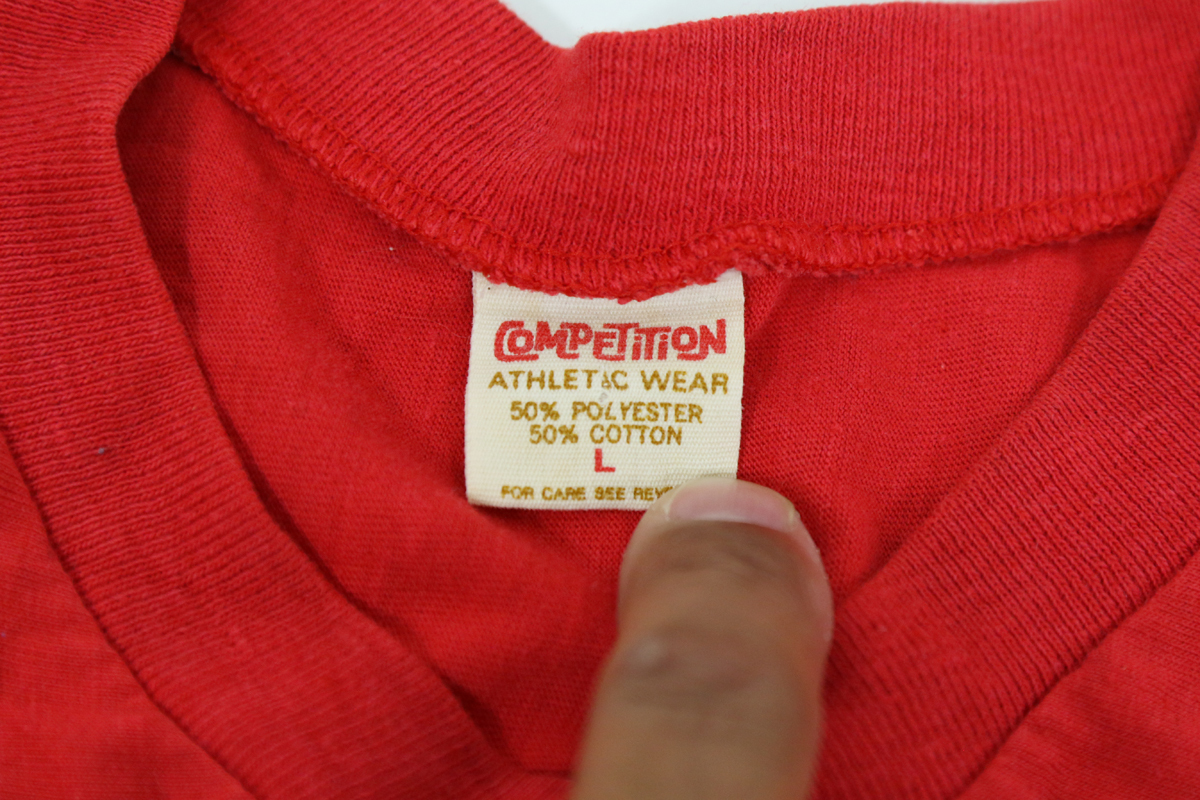 COMPETITION
ATHLETIC WEAR
50% POLYESTER
50% COTTON
L
FOR CARE SEE